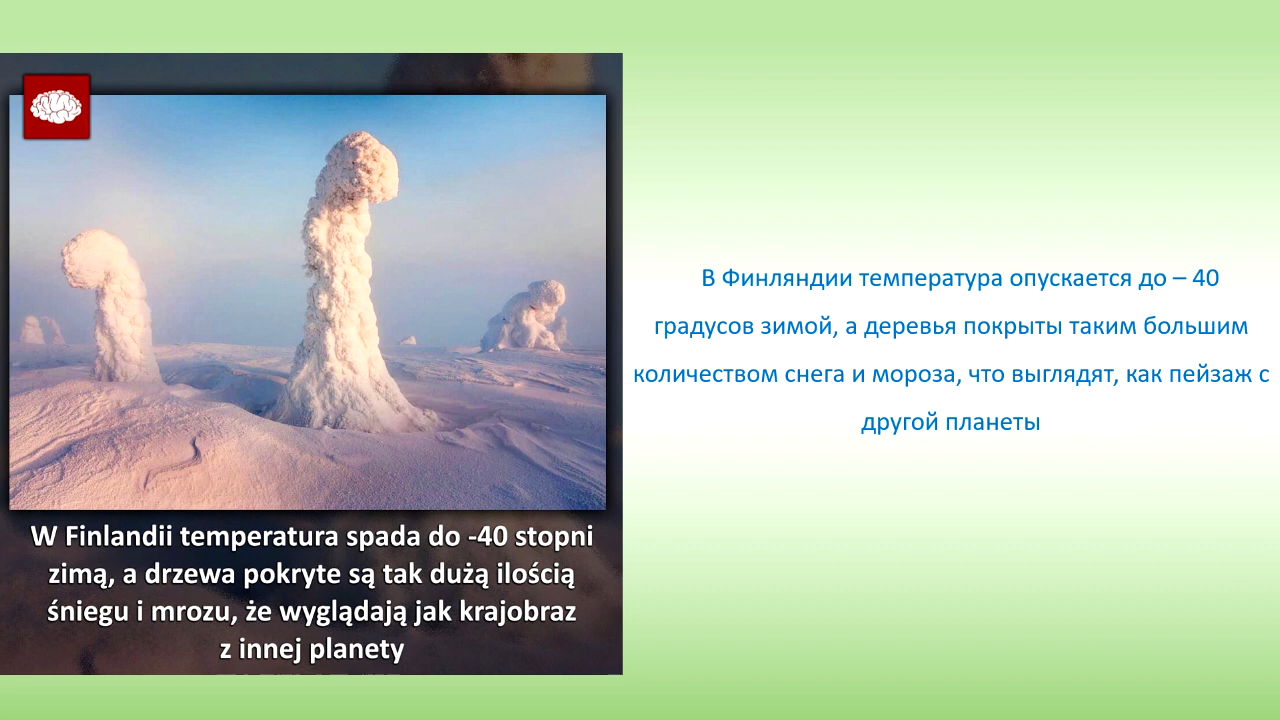 W Finlandii temperatura spada do -40 stopni
zimą, a drzewa pokryte są tak dużą ilością
śniegu i mrozu, że wyglądają jak krajobraz
z innej planety
В Финляндии температура опускается до – 40
градусов зимой, а деревья покрыты таким большим
количеством снега и мороза, что выглядят, как пейзаж с
другой планеты